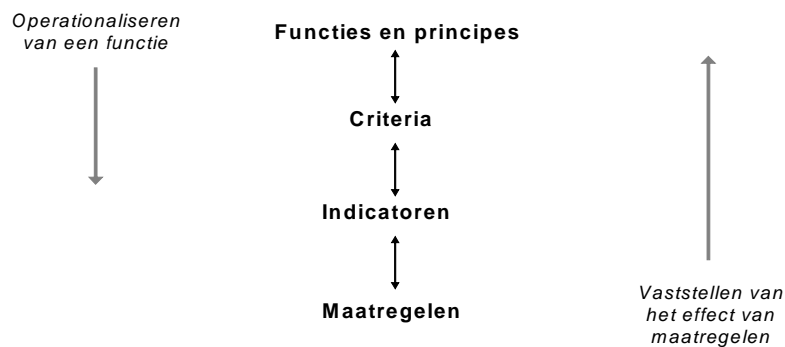 Operationaliseren
van een functie
Functies en principes
Criteria
Indicatoren
Maatregelen
Vaststellen van
het effect van
maatregelen